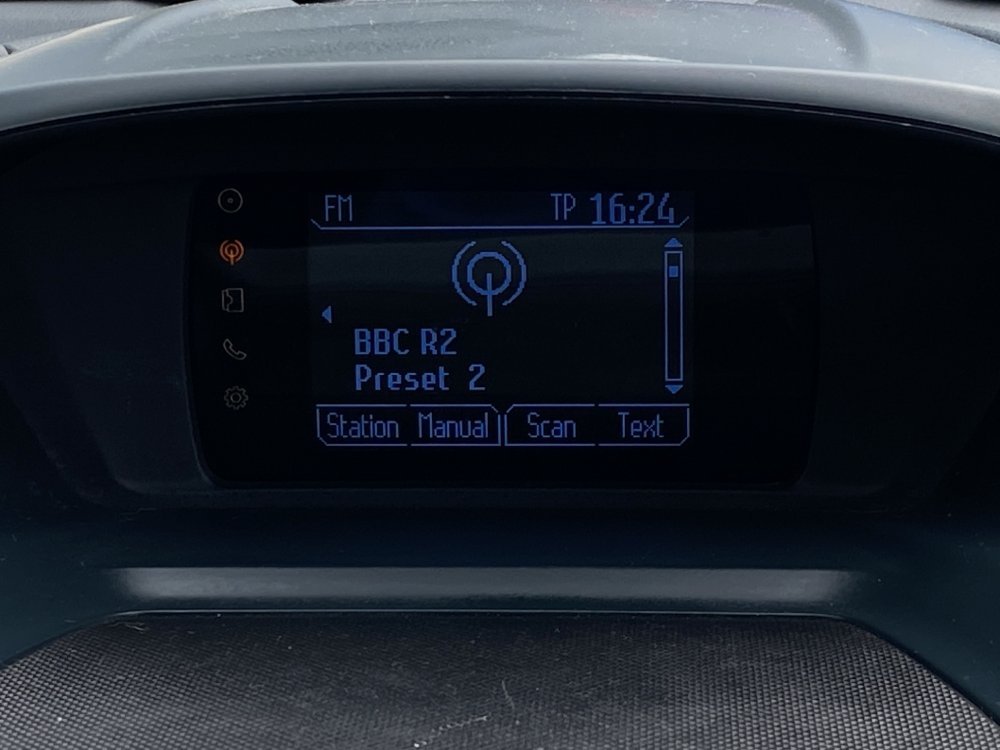 FM TP 16:24
BBC R2
Preset 2
Station Manual Scan Text